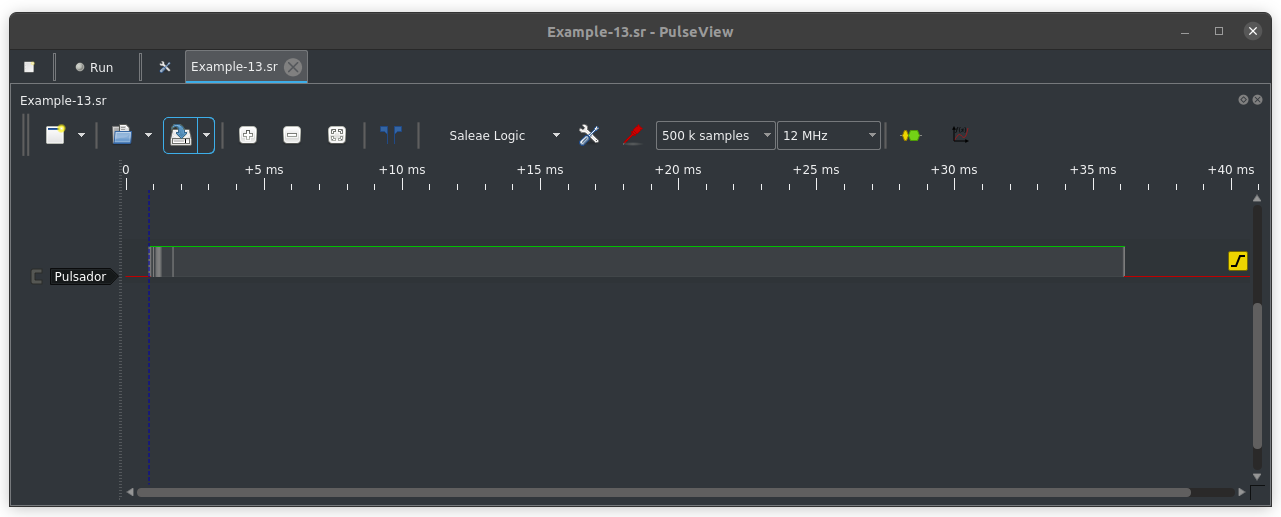 Example-13.sr - PulseView
Run
Example-13.sr
Example-13.sr
Saleae Logic
500 k samples
12 MHz
0 +5 ms +10 ms +15 ms +20 ms +25 ms +30 ms +35 ms +40 ms
Pulsador